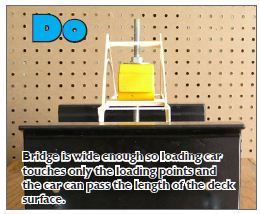 Do
Bridge is wide enough so loading car
touches only the loading points and
the car can pass the length of the deck
surface.